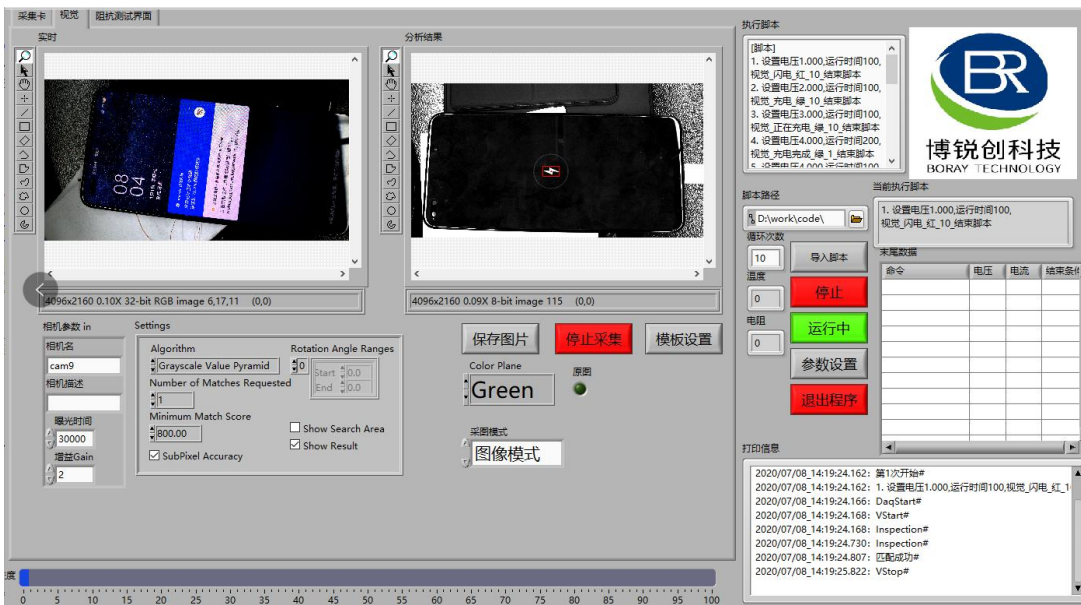 采集卡 视觉 阻抗测试界面
实时
分析结果
08
04
4096x2160 0.10X 32-bit RGB image 6,17,11 (0,0)
4096x2160 0.09X 8-bit image 115 (0,0)
相机参数 in
相机名
cam9
相机描述
曝光时间
30000
增益Gain
2
Settings
Algorithm
Grayscale Value Pyramid
Number of Matches Requested
1
Minimum Match Score
800.00
SubPixel Accuracy
Rotation Angle Ranges
0
Start 0.0
End 0.0
Show Search Area
Show Result
保存图片 停止采集 模板设置
Color Plane
Green
原图
采图模式
图像模式
执行脚本
[脚本]
1. 设置电压1.000,运行时间100,
视觉_闪电_红_10_结束脚本
2. 设置电压2.000,运行时间100,
视觉_充电_绿_10_结束脚本
3. 设置电压3.000,运行时间100,
视觉_正在充电_绿_10_结束脚本
4. 设置电压4.000,运行时间200,
视觉_充电完成_绿_1_结束脚本
5. 设置电压4.000,运行时间100
BR
博锐创科技
BORAY TECHNOLOGY
脚本路径
D:\work\code\
当前执行脚本
1. 设置电压1.000,运行时间100,
视觉_闪电_红_10_结束脚本
循环次数
10
导入脚本
温度
0
停止
电阻
0
运行中
参数设置
退出程序
末尾数据
命令 电压 电流 结束条件
打印信息
2020/07/08_14:19:24.162: 第1次开始#
2020/07/08_14:19:24.162: 1. 设置电压1.000,运行时间100,视觉_闪电_红_1
2020/07/08_14:19:24.166: DaqStart#
2020/07/08_14:19:24.168: VStart#
2020/07/08_14:19:24.168: Inspection#
2020/07/08_14:19:24.730: Inspection#
2020/07/08_14:19:24.807: 匹配成功#
2020/07/08_14:19:25.822: VStop#
度
0 5 10 15 20 25 30 35 40 45 50 55 60 65 70 75 80 85 90 95 100